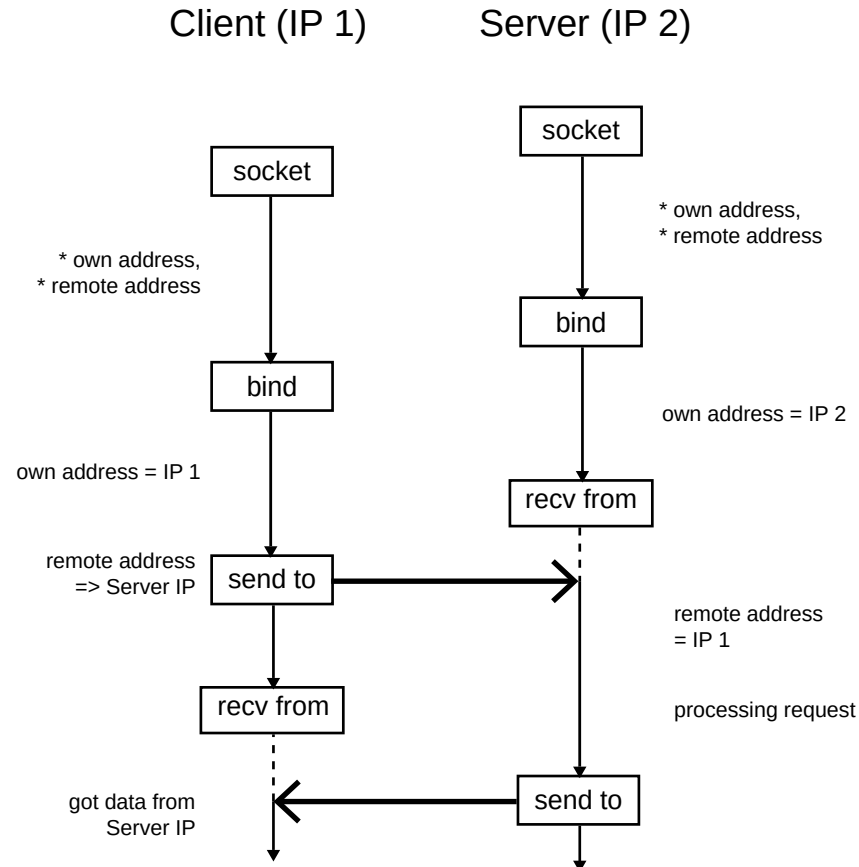 Client (IP 1)
Server (IP 2)
socket
socket
* own address,
* remote address
* own address,
* remote address
bind
bind
own address = IP 2
own address = IP 1
recv from
remote address
=> Server IP
send to
remote address
= IP 1
recv from
processing request
got data from
Server IP
send to